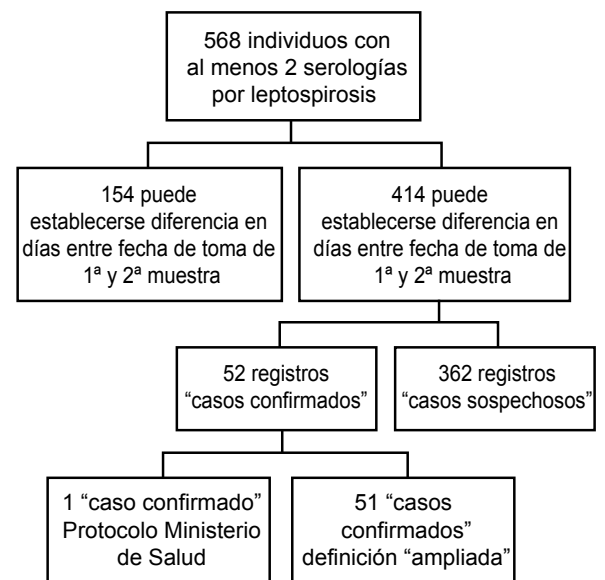 568 individuos con
al menos 2 serologías
por leptospirosis
154 puede
establecerse diferencia en
días entre fecha de toma de
1ª y 2ª muestra
414 puede
establecerse diferencia en
días entre fecha de toma de
1ª y 2ª muestra
52 registros
“casos confirmados”
362 registros
“casos sospechosos”
1 “caso confirmado”
Protocolo Ministerio
de Salud
51 “casos
confirmados”
definición “ampliada”